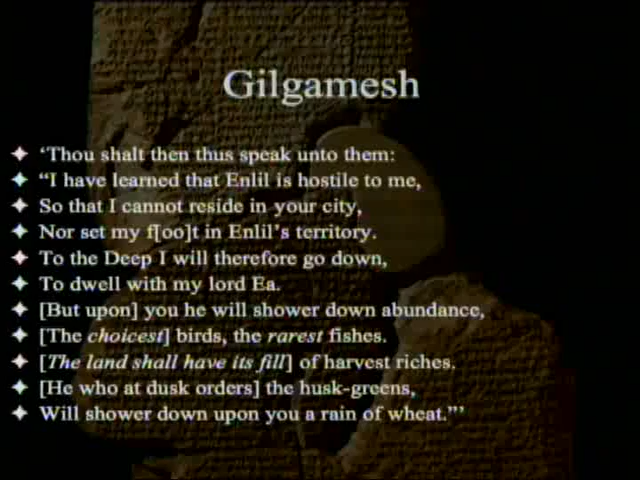 Gilgamesh
‘Thou shalt then thus speak unto them:
“I have learned that Enlil is hostile to me,
So that I cannot reside in your city,
Nor set my f[oo]t in Enlil’s territory.
To the Deep I will therefore go down,
To dwell with my lord Ea.
[But upon] you he will shower down abundance,
[The choicest] birds, the rarest fishes.
[The land shall have its fill] of harvest riches.
[He who at dusk orders] the husk-greens,
Will shower down upon you a rain of wheat.”’